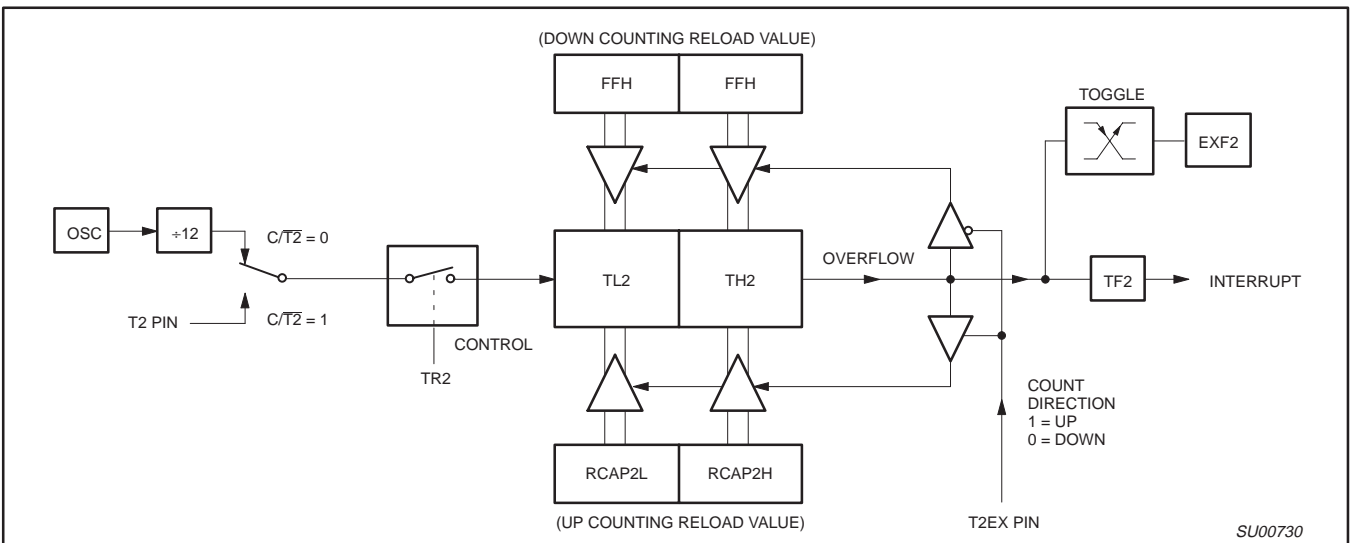 (DOWN COUNTING RELOAD VALUE)
FFH
FFH
TOGGLE
EXF2
OSC
÷12
C/T2̅ = 0
T2 PIN
C/T2̅ = 1
CONTROL
TR2
TL2
TH2
OVERFLOW
TF2
INTERRUPT
COUNT
DIRECTION
1 = UP
0 = DOWN
RCAP2L
RCAP2H
(UP COUNTING RELOAD VALUE)
T2EX PIN
SU00730